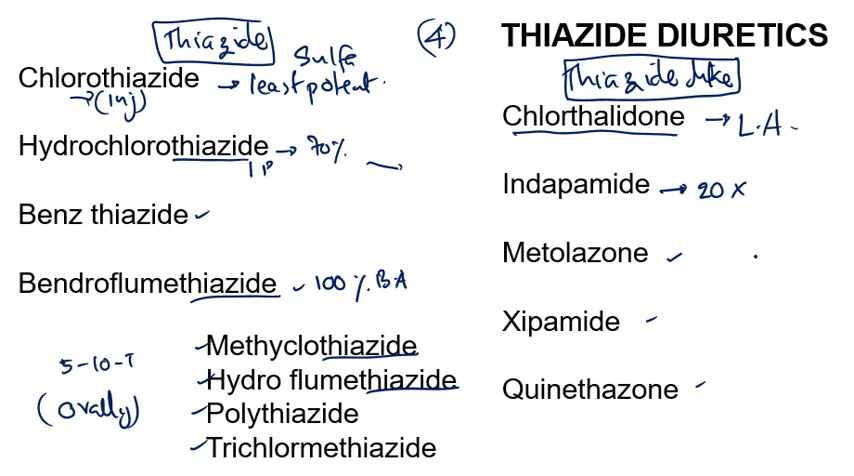 (4) THIAZIDE DIURETICS
Thiazide
Sulfa
Chlorothiazide → least potent.
→ (Inj)
Hydrochlorothiazide → 70%
Benz thiazide
Bendroflumethiazide 100% BA
5-10-T
(Orally)
Methyclothiazide
Hydro flumethiazide
Polythiazide
Trichlormethiazide
Thiazide like
Chlorthalidone → L.A.
Indapamide → 20 X
Metolazone
Xipamide
Quinethazone